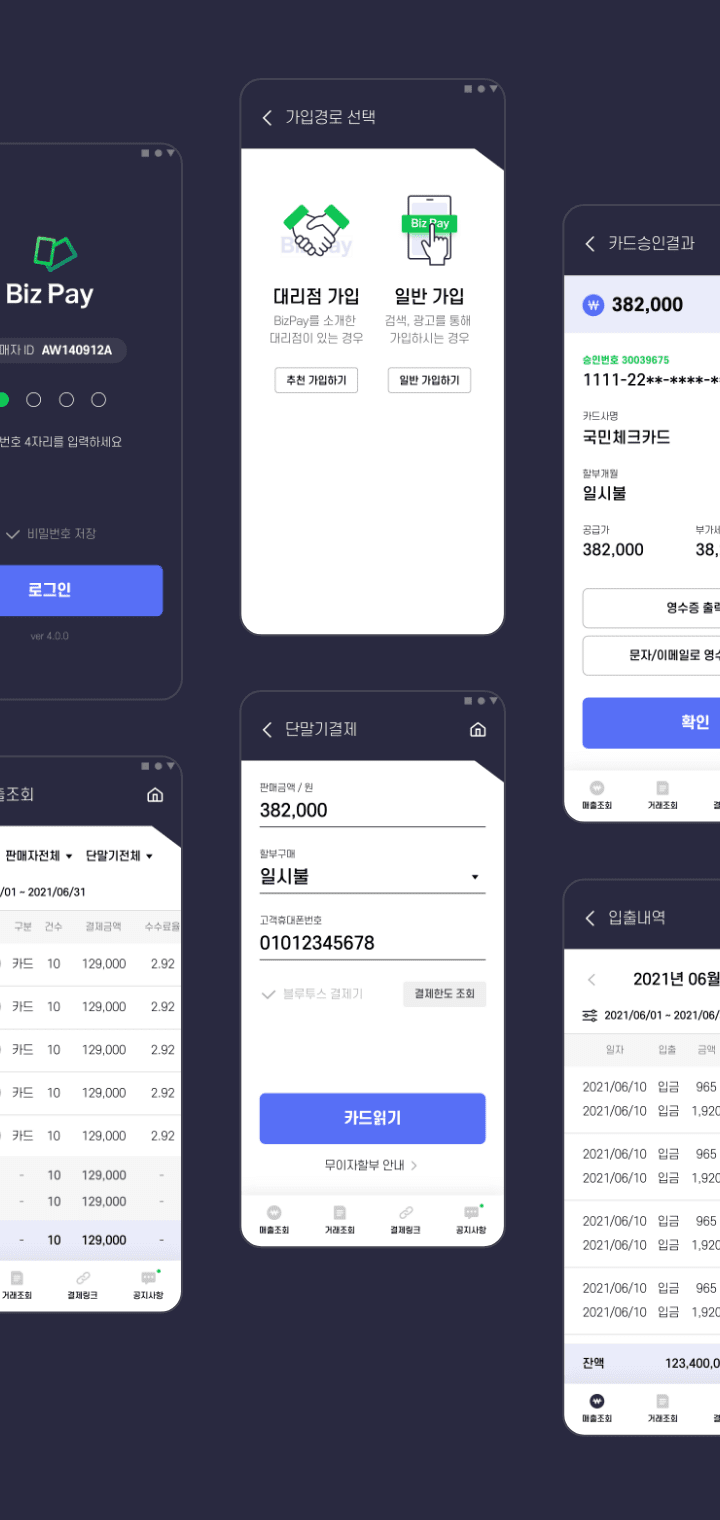 가입경로 선택
Biz Pay
Biz Pay
대리점 가입
일반 가입
BizPay를 소개한
대리점이 있는 경우
검색, 광고를 통해
가입하시는 경우
추천 가입하기
일반 가입하기
Biz Pay
매자 ID AW140912A
번호 4자리를 입력하세요
비밀번호 저장
로그인
ver 4.0.0
카드승인결과
₩ 382,000
승인번호 30039675
1111-22**-****-**
카드사명
국민체크카드
할부개월
일시불
공급가
부가세
382,000
38,
영수증 출력
문자/이메일로 영수
확인
매출조회
거래조회
결
단말기결제
판매금액 / 원
382,000
할부구매
일시불
고객휴대폰번호
01012345678
블루투스 결제기
결제한도 조회
카드읽기
무이자할부 안내 >
매출조회
거래조회
결제링크
공지사항
출조회
판매자전체
단말기전체
/01 ~ 2021/06/31
구분 건수 결제금액 수수료율
카드 10 129,000 2.92
카드 10 129,000 2.92
카드 10 129,000 2.92
카드 10 129,000 2.92
카드 10 129,000 2.92
- 10 129,000 -
- 10 129,000 -
- 10 129,000 -
거래조회
결제링크
공지사항
입출내역
2021년 06월
2021/06/01 ~ 2021/06/
일자 입출 금액
2021/06/10 입금 965
2021/06/10 입금 1,920
2021/06/10 입금 965
2021/06/10 입금 1,920
2021/06/10 입금 965
2021/06/10 입금 1,920
2021/06/10 입금 965
2021/06/10 입금 1,920
잔액 123,400,0
매출조회
거래조회
결